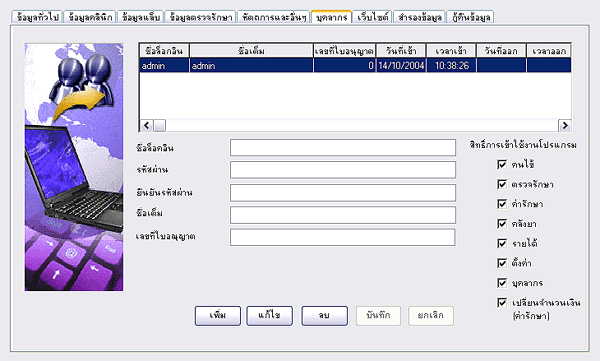 ข้อมูลทั่วไป ข้อมูลคลินิก ข้อมูลแล็บ ข้อมูลตรวจรักษา หัตถการและอื่นๆ บุคลากร เว็บไซต์ สำรองข้อมูล กู้คืนข้อมูล
ชื่อล็อกอิน ชื่อเต็ม เลขที่ใบอนุญาต วันที่เข้า เวลาเข้า วันที่ออก เวลาออก
admin admin 0 14/10/2004 10:38:26
ชื่อล็อคอิน
รหัสผ่าน
ยืนยันรหัสผ่าน
ชื่อเต็ม
เลขที่ใบอณุญาต
สิทธิ์การเข้าใช้งานโปรแกรม
คนไข้
ตรวจรักษา
ค่ารักษา
คลังยา
รายได้
ตั้งค่า
บุคลากร
เปลี่ยนจำนวนเงิน
(ค่ารักษา)
เพิ่ม แก้ไข ลบ บันทึก ยกเลิก